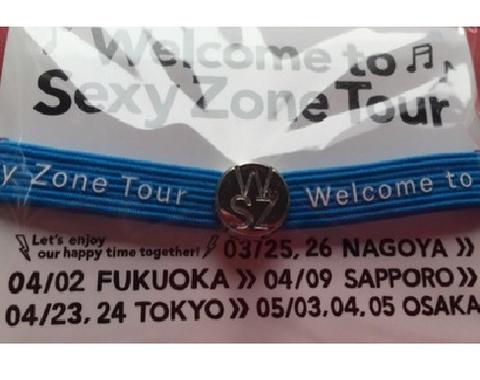 Welcome to
Sexy Zone Tour
y Zone Tour
W
SZ
Welcome to
Let's enjoy
our happy time together!
03/25, 26 NAGOYA »
04/02 FUKUOKA » 04/09 SAPPORO »
04/23, 24 TOKYO » 05/03, 04, 05 OSAKA